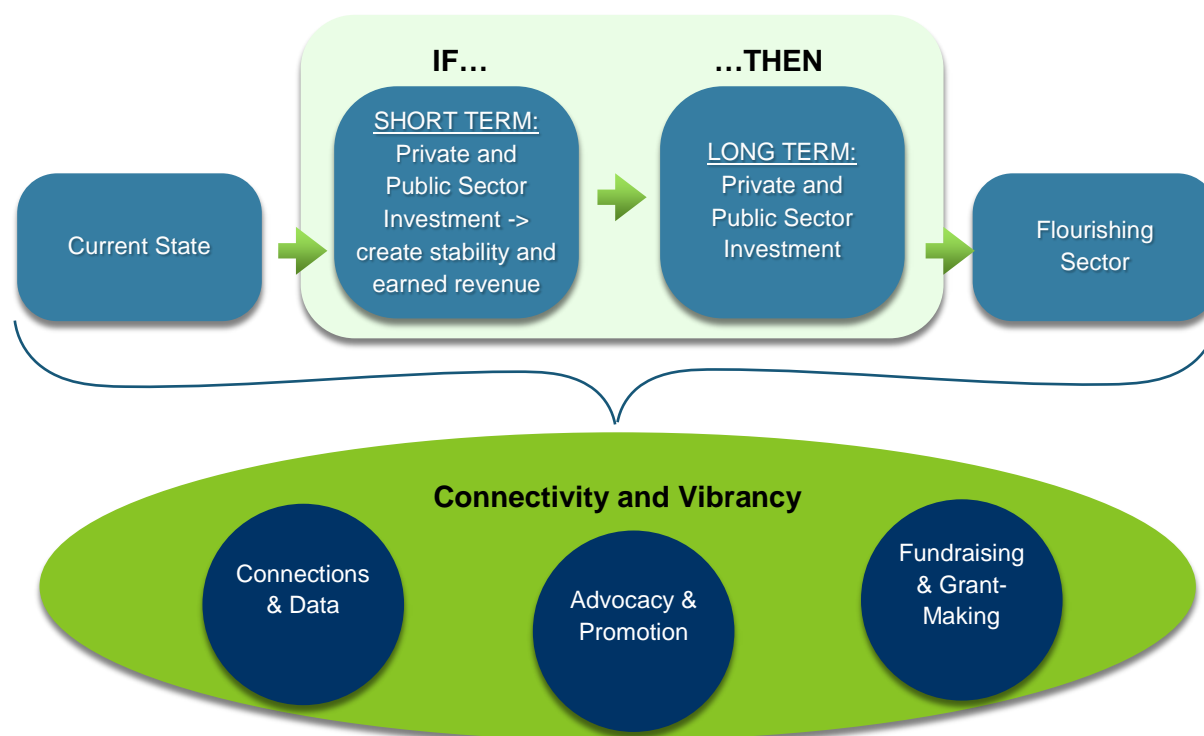 IF…
…THEN
SHORT TERM:
Private and
Public Sector
Investment ->
create stability and
earned revenue
LONG TERM:
Private and
Public Sector
Investment
Current State
Flourishing
Sector
Connectivity and Vibrancy
Connections
& Data
Advocacy &
Promotion
Fundraising
& Grant-
Making